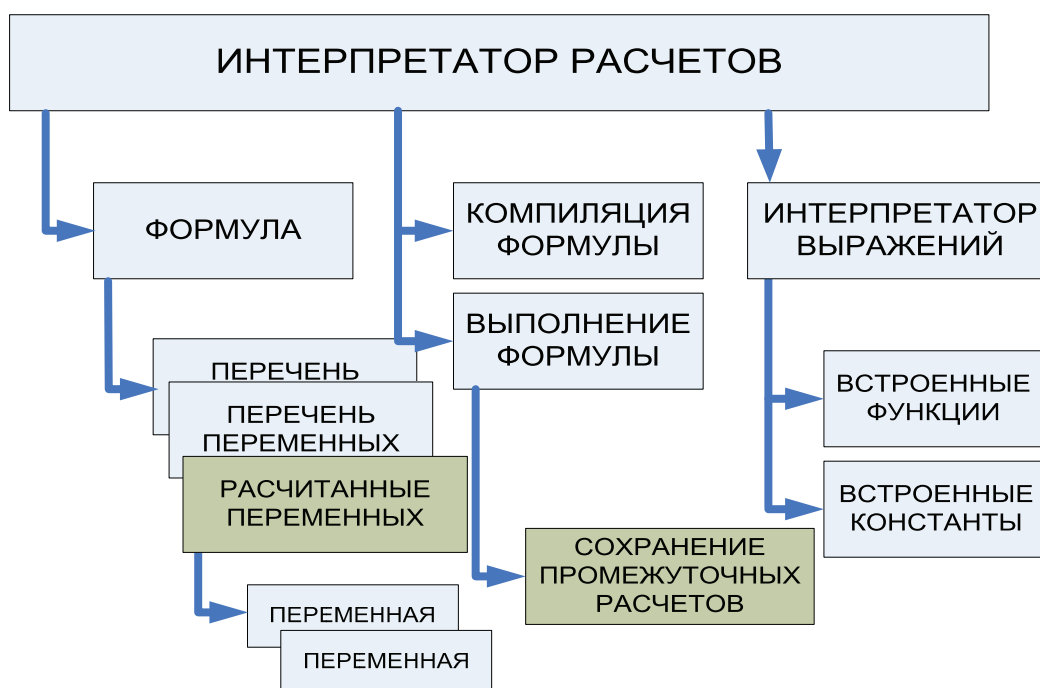 ИНТЕРПРЕТАТОР РАСЧЕТОВ
ФОРМУЛА
КОМПИЛЯЦИЯ
ФОРМУЛЫ
ИНТЕРПРЕТАТОР
ВЫРАЖЕНИЙ
ВЫПОЛНЕНИЕ
ФОРМУЛЫ
ПЕРЕЧЕНЬ
ПЕРЕЧЕНЬ
ПЕРЕМЕННЫХ
РАСЧИТАННЫЕ
ПЕРЕМЕННЫХ
ПЕРЕМЕННАЯ
ПЕРЕМЕННАЯ
СОХРАНЕНИЕ
ПРОМЕЖУТОЧНЫХ
РАСЧЕТОВ
ВСТРОЕННЫЕ
ФУНКЦИИ
ВСТРОЕННЫЕ
КОНСТАНТЫ